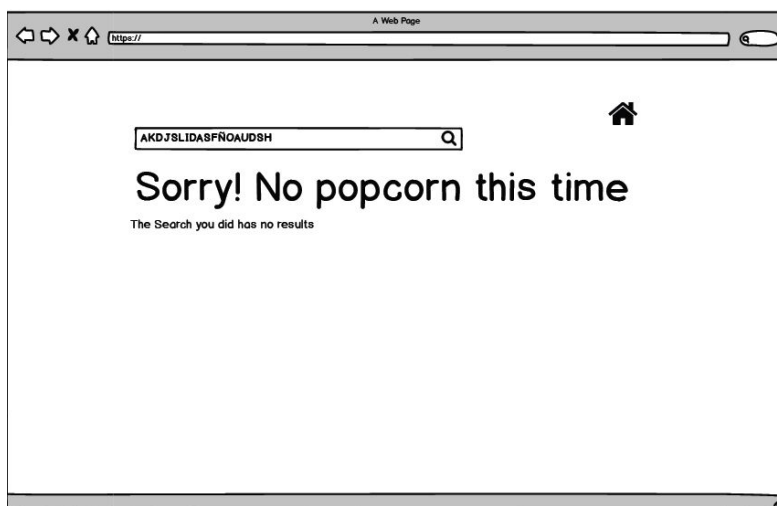 A Web Page
https://
AKDJSLIDASFÑOAUDSH
Sorry! No popcorn this time
The Search you did has no results